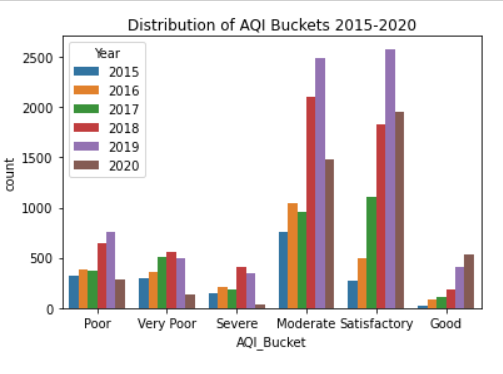 Distribution of AQI Buckets 2015-2020
2500
2000
1500
1000
500
0
count
Year
2015
2016
2017
2018
2019
2020
Poor Very Poor Severe Moderate Satisfactory Good
AQI_Bucket